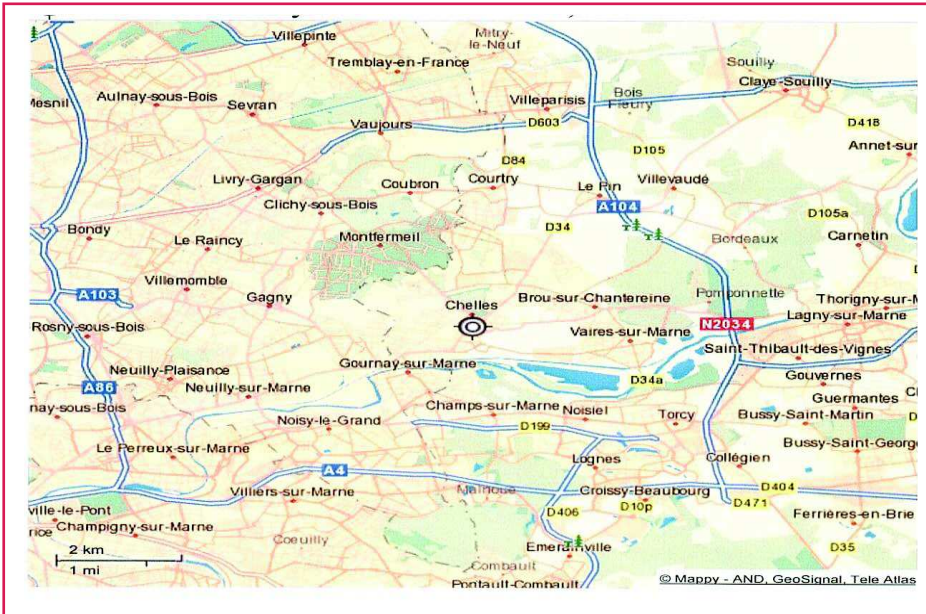 Villepinte
Mitry-
le-Neuf
Tremblay-en-France
Souilly
Claye-Souilly
Mesnil
Aulnay-sous-Bois
Sevran
Villeparisis
Bois
Fleury
Vaujours
D603
D418
D84
D105
Annet-sur
Livry-Gargan
Coubron
Courtry
Le Pin
Villevaudé
Clichy-sous-Bois
A104
D105a
Bondy
Le Raincy
Montfermeil
D34
Bordeaux
Carnetin
Villemomble
A103
Gagny
Chelles
Brou-sur-Chantereine
Pomponnette
Thorigny-sur-M
Rosny-sous-Bois
Vaires-sur-Marne
N2034
Lagny-sur-Marne
Saint-Thibault-des-Vignes
Neuilly-Plaisance
Gournay-sur-Marne
D34a
Gouvernes
A86
Neuilly-sur-Marne
Guermantes
nay-sous-Bois
Noisy-le-Grand
Champs-sur-Marne
Noisiel
Torcy
Bussy-Saint-Martin
D199
Le Perreux-sur-Marne
Bussy-Saint-George
A4
Lognes
Collégien
Villiers-sur-Marne
Malnoue
Croissy-Beaubourg
D404
ville-le-Pont
D406
D10p
D471
Ferrières-en-Brie
rice
Champigny-sur-Marne
Cœuilly
Emerainville
D35
2 km
1 mi
Combault
Pontault-Combault
© Mappy - AND, GeoSignal, Tele Atlas